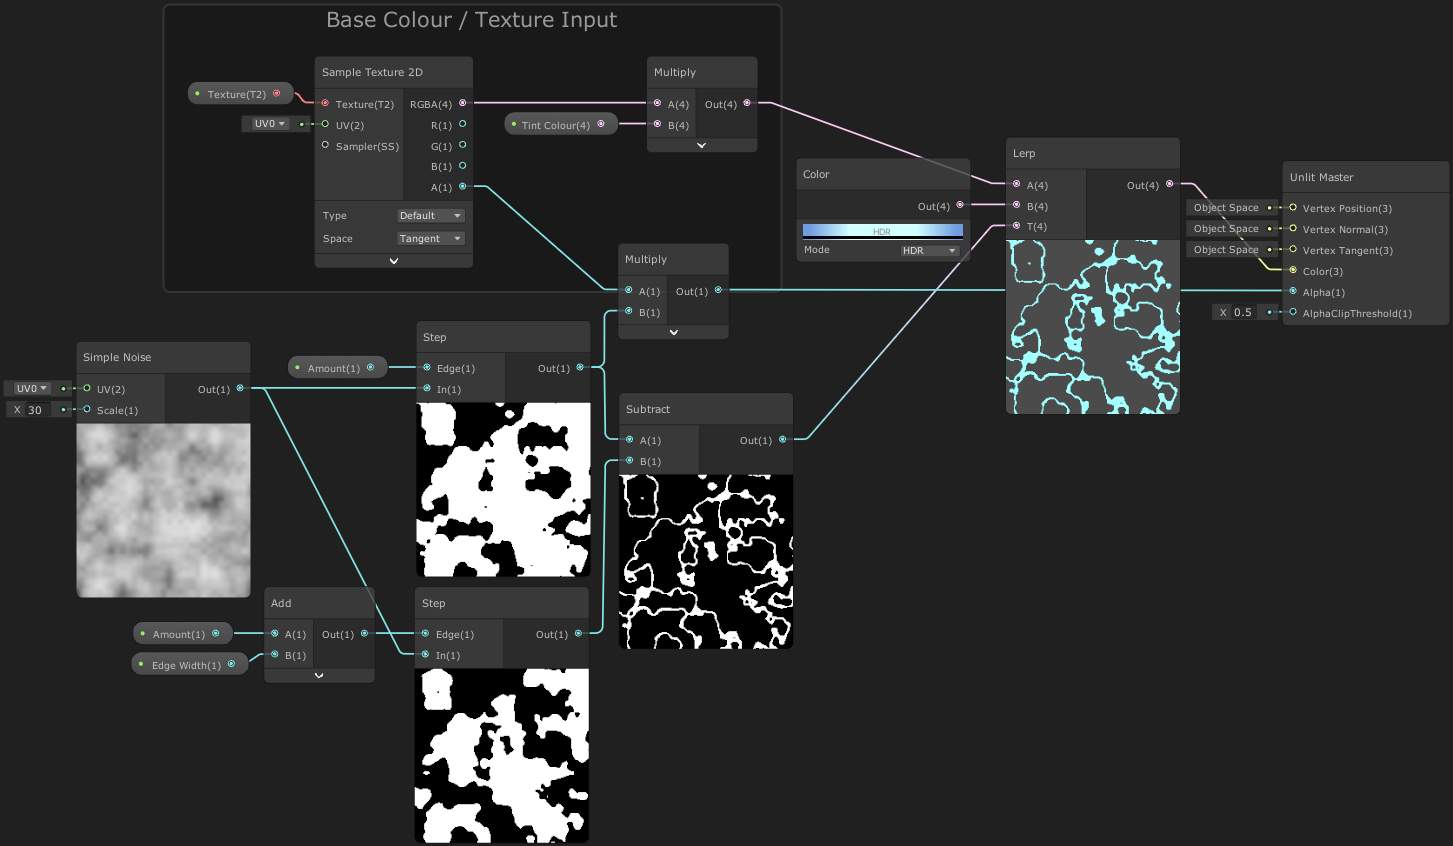 Base Colour / Texture Input
Sample Texture 2D
Texture(T2)
Texture(T2)
RGBA(4)
UV0
UV(2)
R(1)
Sampler(SS)
G(1)
B(1)
A(1)
Type
Default
Space
Tangent
Tint Colour(4)
Multiply
A(4)
Out(4)
B(4)
Color
Out(4)
HDR
Mode
HDR
Lerp
A(4)
Out(4)
B(4)
T(4)
Unlit Master
Object Space
Vertex Position(3)
Object Space
Vertex Normal(3)
Object Space
Vertex Tangent(3)
Color(3)
Alpha(1)
X 0.5
AlphaClipThreshold(1)
Multiply
A(1)
Out(1)
B(1)
Simple Noise
UV0
UV(2)
Out(1)
X 30
Scale(1)
Amount(1)
Step
Edge(1)
Out(1)
In(1)
Subtract
A(1)
Out(1)
B(1)
Amount(1)
Edge Width(1)
Add
A(1)
Out(1)
B(1)
Step
Edge(1)
Out(1)
In(1)